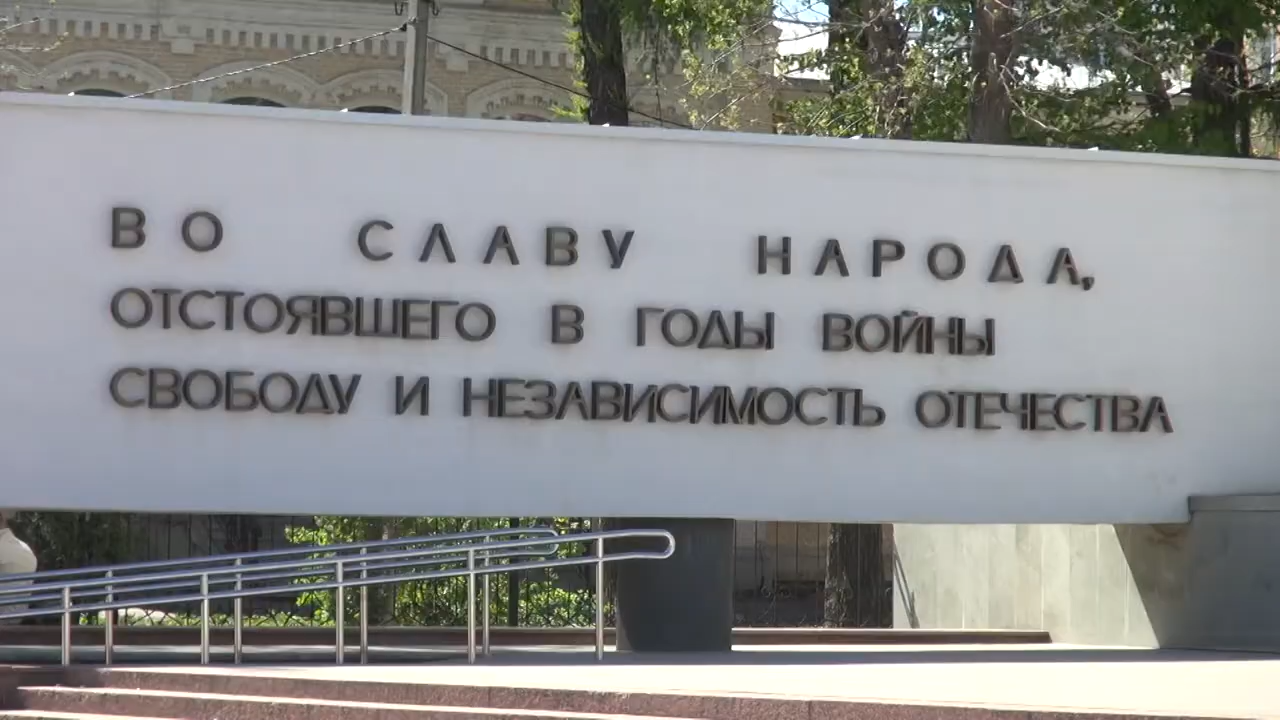 ВО СЛАВУ НАРОДА,
ОТСТОЯВШЕГО В ГОДЫ ВОЙНЫ
СВОБОДУ И НЕЗАВИСИМОСТЬ ОТЕЧЕСТВА